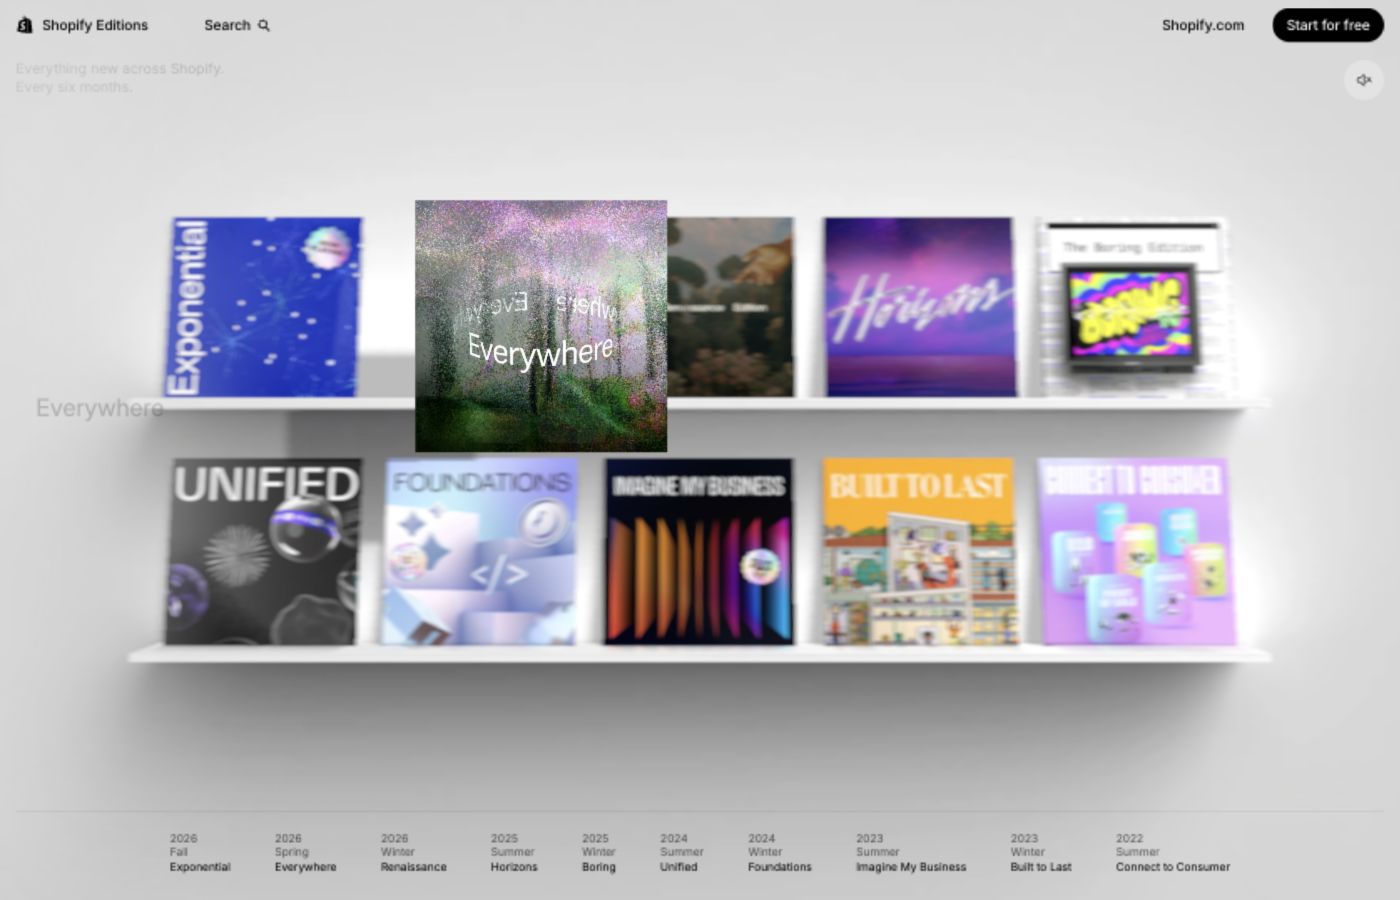 Shopify Editions
Search
Shopify.com
Start for free
Everything new across Shopify.
Every six months.
Exponential
Everywhere
Everywhere
Horizons
The Boring Edition
BORING
Everywhere
UNIFIED
FOUNDATIONS
</>
IMAGINE MY BUSINESS
BUILT TO LAST
CONNECT TO CONSUMER
2026
Fall
Exponential
2026
Spring
Everywhere
2026
Winter
Renaissance
2025
Summer
Horizons
2025
Winter
Boring
2024
Summer
Unified
2024
Winter
Foundations
2023
Summer
Imagine My Business
2023
Winter
Built to Last
2022
Summer
Connect to Consumer